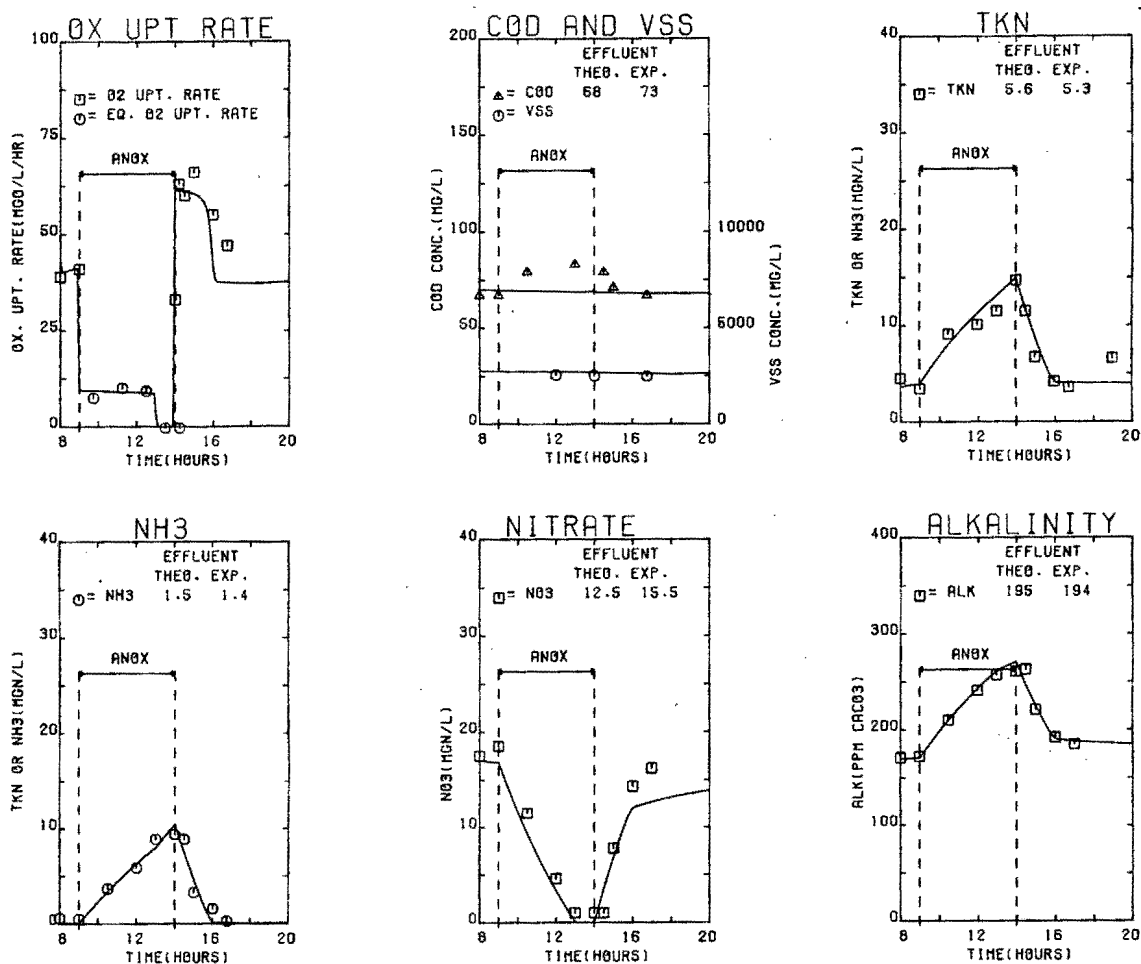 OX UPT RATE
100
75
50
25
0
OX. UPT. RATE(MGO/L/HR)
= O2 UPT. RATE
= EQ. O2 UPT. RATE
ANOX
8 12 16 20
TIME(HOURS)
COD AND VSS
200
150
100
50
0
COD CONC.(MG/L)
EFFLUENT
THEO. EXP.
= COD 68 73
= VSS
ANOX
10000
5000
0
VSS CONC.(MG/L)
8 12 16 20
TIME(HOURS)
TKN
40
30
20
10
0
TKN OR NH3(MGN/L)
EFFLUENT
THEO. EXP.
= TKN 5.6 5.3
ANOX
8 12 16 20
TIME(HOURS)
NH3
40
30
20
10
0
TKN OR NH3(MGN/L)
EFFLUENT
THEO. EXP.
= NH3 1.5 1.4
ANOX
8 12 16 20
TIME(HOURS)
NITRATE
40
30
20
10
0
NO3(MGN/L)
EFFLUENT
THEO. EXP.
= NO3 12.5 15.5
ANOX
8 12 16 20
TIME(HOURS)
ALKALINITY
400
300
200
100
0
ALK(PPM CACO3)
EFFLUENT
THEO. EXP.
= ALK 195 194
ANOX
8 12 16 20
TIME(HOURS)